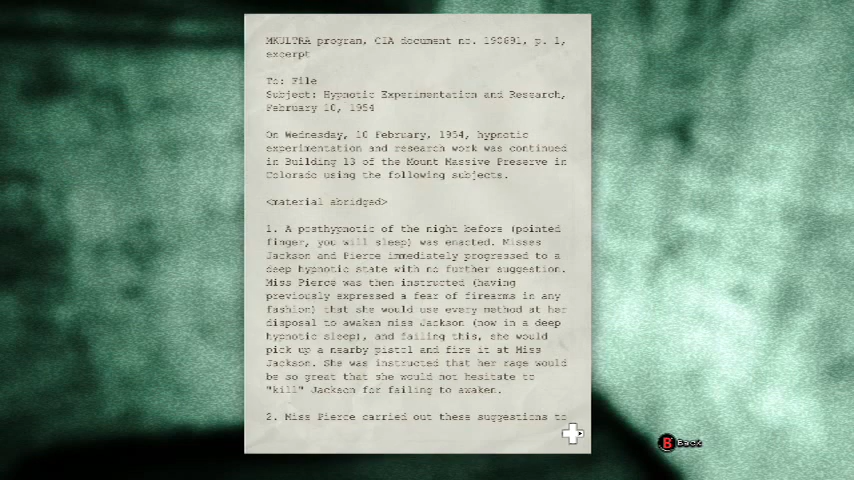 MKULTRA program, CIA document no. 190691, p. 1,
excerpt
To: File
Subject: Hypnotic Experimentation and Research,
February 10, 1954
On Wednesday, 10 February, 1954, hypnotic
experimentation and research work was continued
in Building 13 of the Mount Massive Preserve in
Colorado using the following subjects.
<material abridged>
1. A posthypnotic of the night before (pointed
finger, you will sleep) was enacted. Misses
Jackson and Pierce immediately progressed to a
deep hypnotic state with no further suggestion.
Miss Pierce was then instructed (having
previously expressed a fear of firearms in any
fashion) that she would use every method at her
disposal to awaken miss Jackson (now in a deep
hypnotic sleep), and failing this, she would
pick up a nearby pistol and fire it at Miss
Jackson. She was instructed that her rage would
be so great that she would not hesitate to
"kill" Jackson for failing to awaken.
2. Miss Pierce carried out these suggestions to
B Back